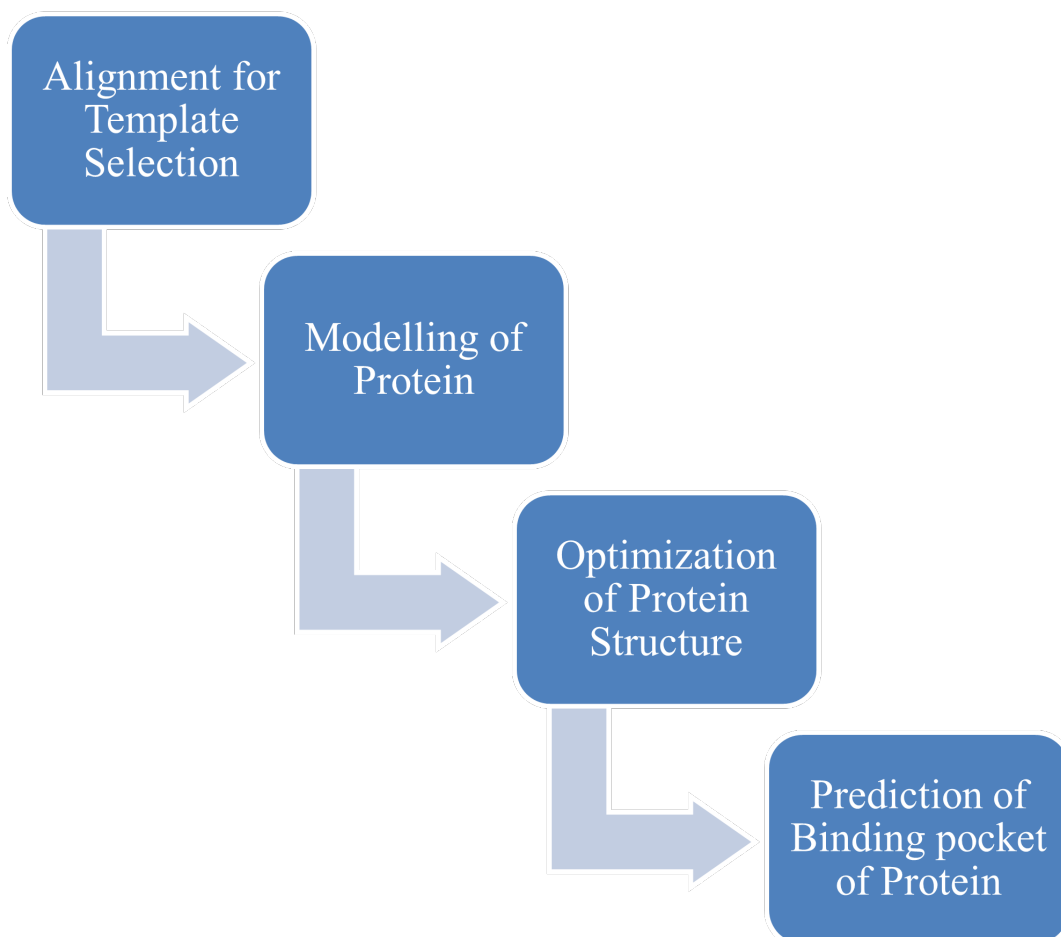 Alignment for
Template
Selection
Modelling of
Protein
Optimization
of Protein
Structure
Prediction of
Binding pocket
of Protein